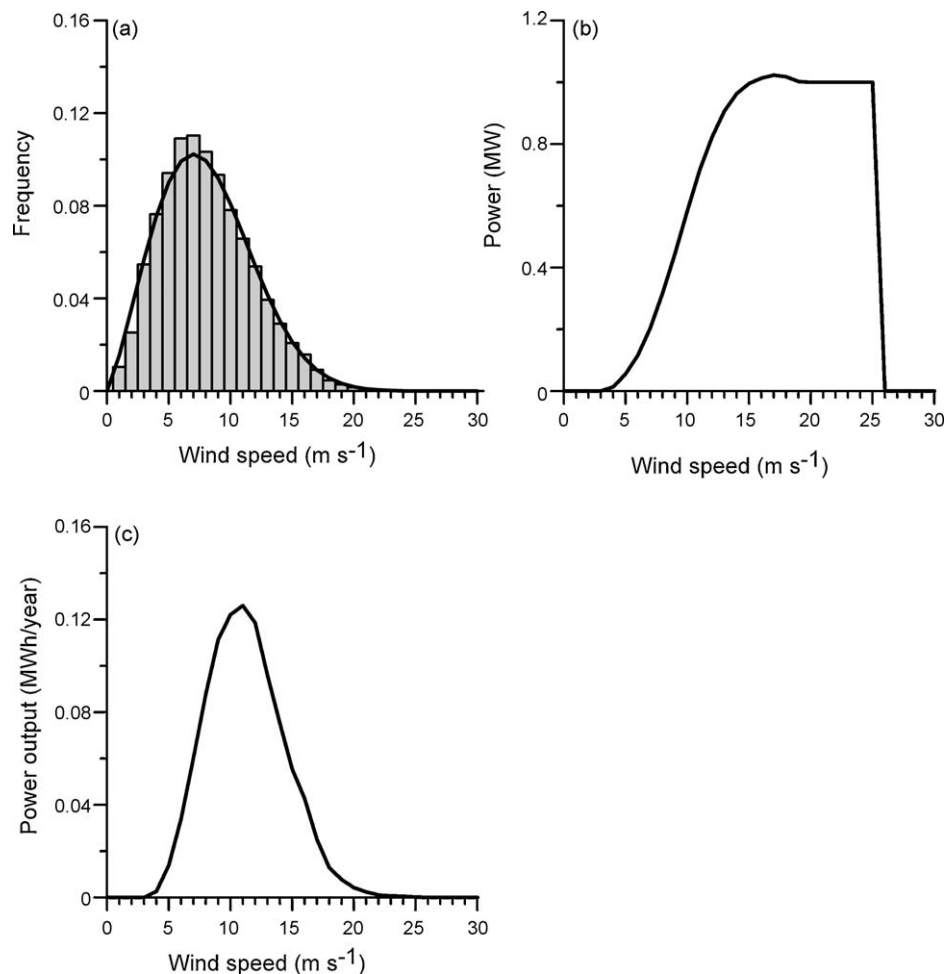 (a)
0.16
0.12
0.08
0.04
0
Frequency
0 5 10 15 20 25 30
Wind speed (m s-1)
(b)
1.2
0.8
0.4
0
Power (MW)
0 5 10 15 20 25 30
Wind speed (m s-1)
(c)
0.16
0.12
0.08
0.04
0
Power output (MWh/year)
0 5 10 15 20 25 30
Wind speed (m s-1)